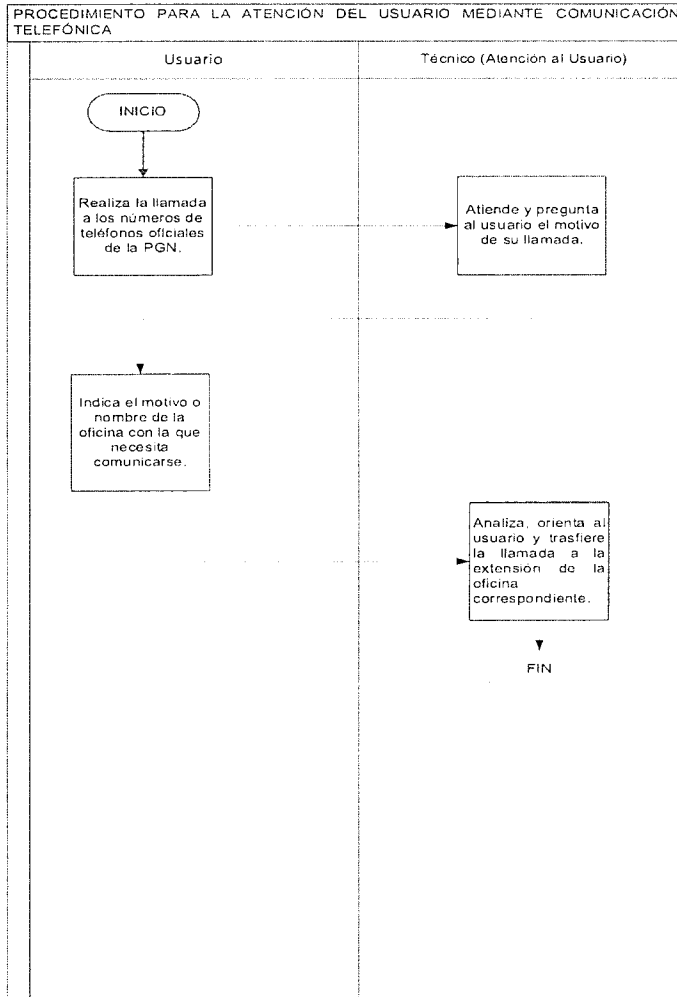 PROCEDIMIENTO PARA LA ATENCIÓN DEL USUARIO MEDIANTE COMUNICACIÓN
TELEFÓNICA
Usuario
Técnico (Atención al Usuario)
INICIO
Realiza la llamada
a los números de
teléfonos oficiales
de la PGN.
Atiende y pregunta
al usuario el motivo
de su llamada.
Indica el motivo o
nombre de la
oficina con la que
necesita
comunicarse.
Analiza, orienta al
usuario y trasfiere
la llamada a la
extensión de la
oficina
correspondiente.
FIN